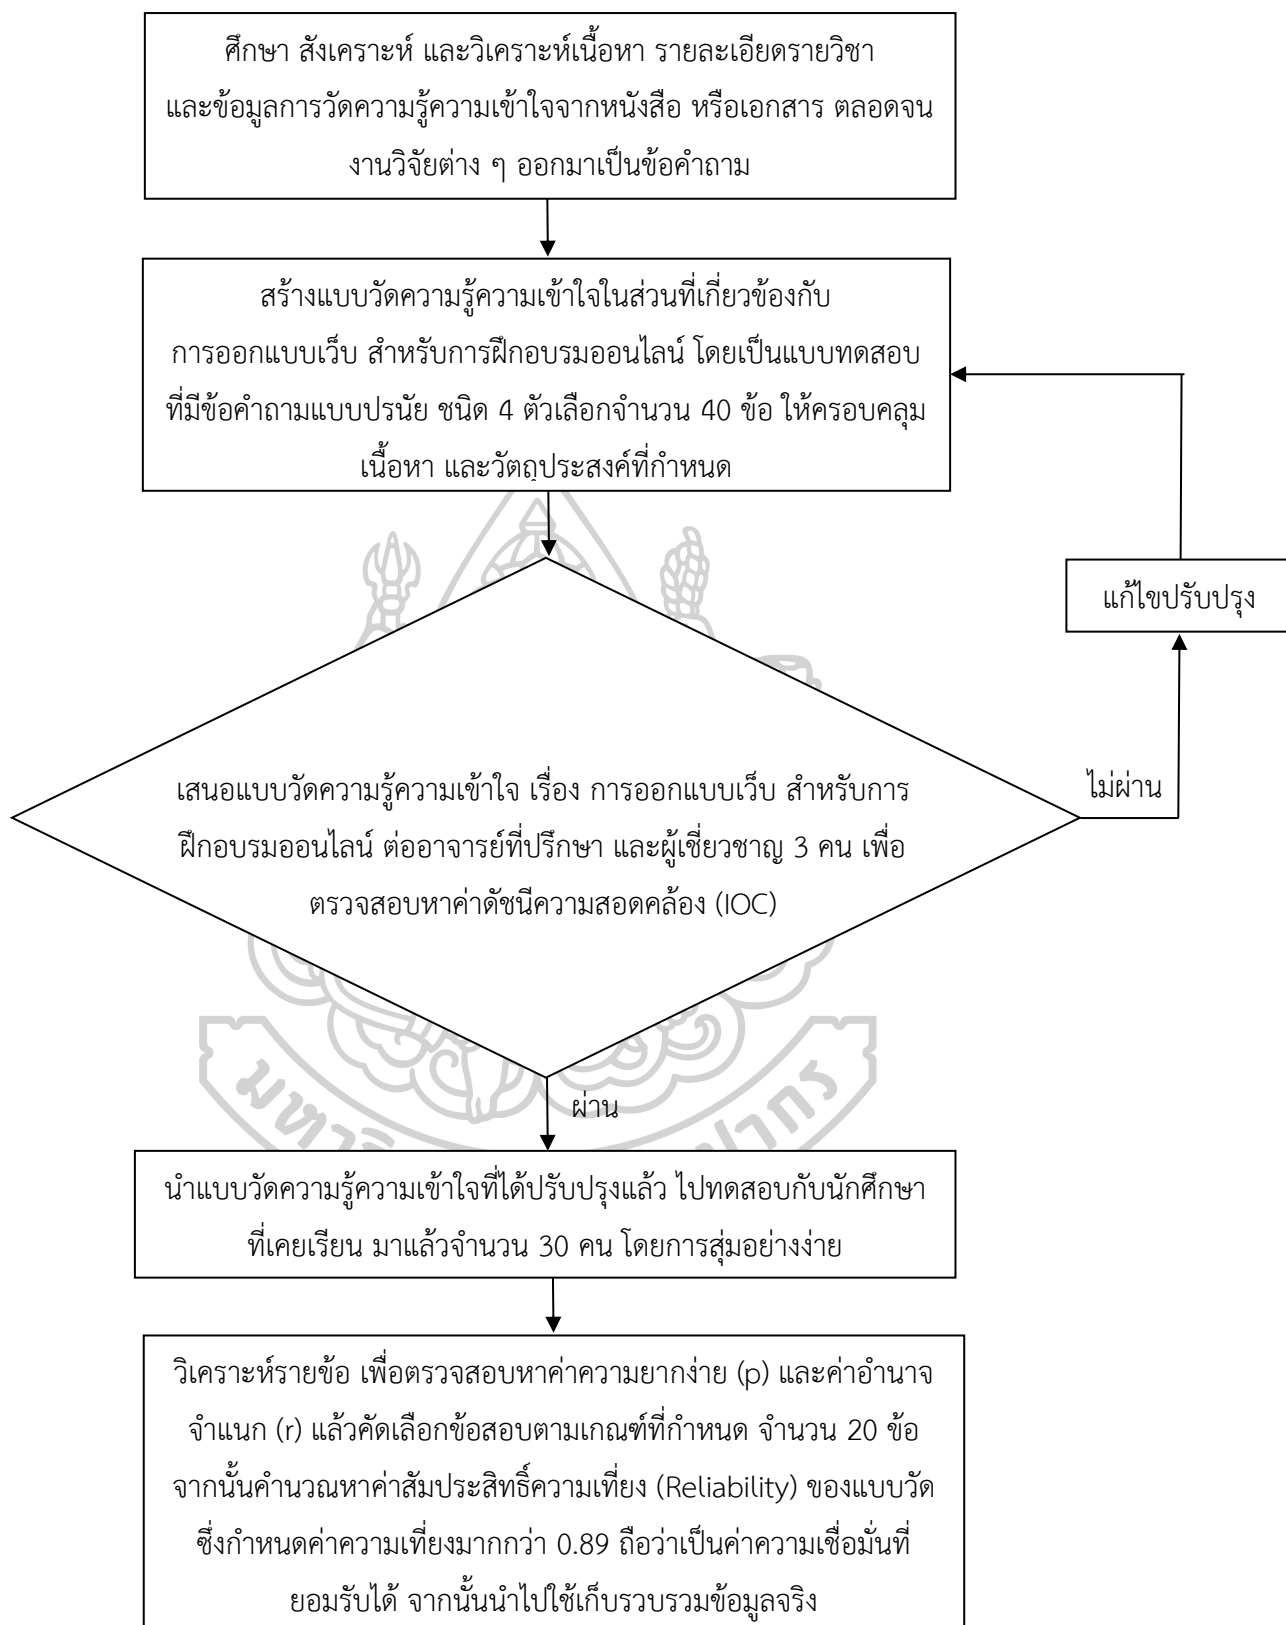 ศึกษา สังเคราะห์ และวิเคราะห์เนื้อหา รายละเอียดรายวิชา
และข้อมูลการวัดความรู้ความเข้าใจจากหนังสือ หรือเอกสาร ตลอดจน
งานวิจัยต่าง ๆ ออกมาเป็นข้อคำถาม
สร้างแบบวัดความรู้ความเข้าใจในส่วนที่เกี่ยวข้องกับ
การออกแบบเว็บ สำหรับการฝึกอบรมออนไลน์ โดยเป็นแบบทดสอบ
ที่มีข้อคำถามแบบปรนัย ชนิด 4 ตัวเลือกจำนวน 40 ข้อ ให้ครอบคลุม
เนื้อหา และวัตถุประสงค์ที่กำหนด
แก้ไขปรับปรุง
ไม่ผ่าน
เสนอแบบวัดความรู้ความเข้าใจ เรื่อง การออกแบบเว็บ สำหรับการ
ฝึกอบรมออนไลน์ ต่ออาจารย์ที่ปรึกษา และผู้เชี่ยวชาญ 3 คน เพื่อ
ตรวจสอบหาค่าดัชนีความสอดคล้อง (IOC)
ผ่าน
นำแบบวัดความรู้ความเข้าใจที่ได้ปรับปรุงแล้ว ไปทดสอบกับนักศึกษา
ที่เคยเรียน มาแล้วจำนวน 30 คน โดยการสุ่มอย่างง่าย
วิเคราะห์รายข้อ เพื่อตรวจสอบหาค่าความยากง่าย (p) และค่าอำนาจ
จำแนก (r) แล้วคัดเลือกข้อสอบตามเกณฑ์ที่กำหนด จำนวน 20 ข้อ
จากนั้นคำนวณหาค่าสัมประสิทธิ์ความเที่ยง (Reliability) ของแบบวัด
ซึ่งกำหนดค่าความเที่ยงมากกว่า 0.89 ถือว่าเป็นค่าความเชื่อมั่นที่
ยอมรับได้ จากนั้นนำไปใช้เก็บรวบรวมข้อมูลจริง